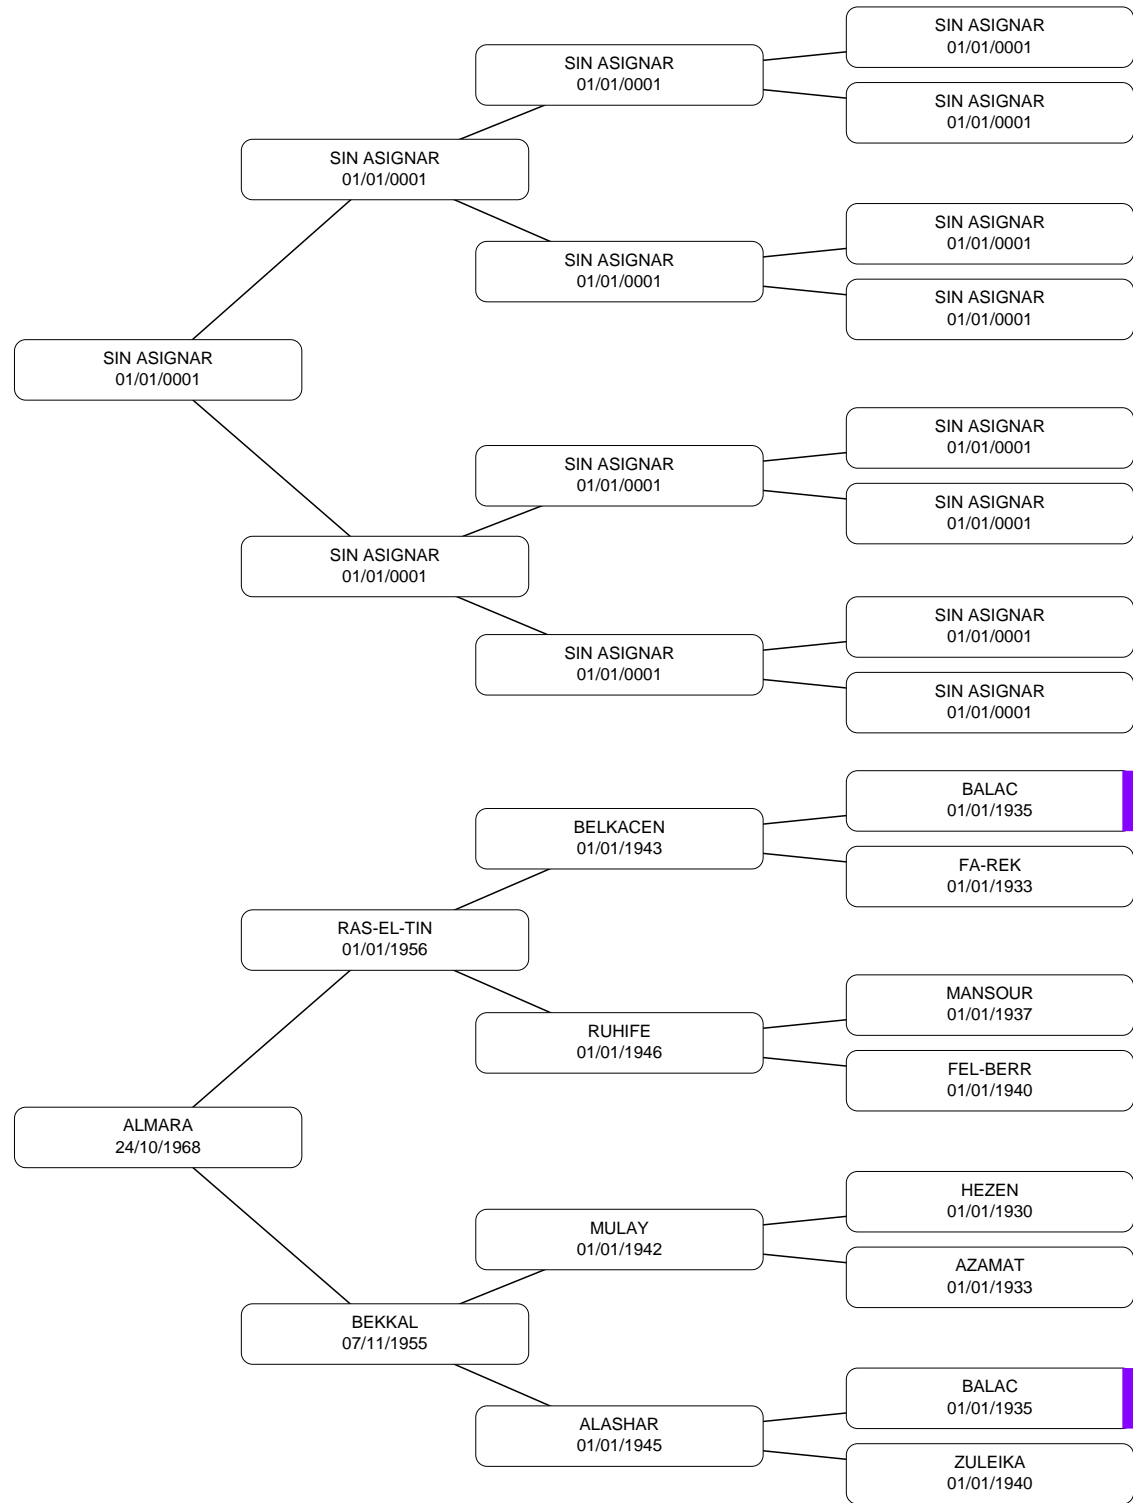 SIN ASIGNAR
01/01/0001
SIN ASIGNAR
01/01/0001
SIN ASIGNAR
01/01/0001
SIN ASIGNAR
01/01/0001
SIN ASIGNAR
01/01/0001
SIN ASIGNAR
01/01/0001
SIN ASIGNAR
01/01/0001
SIN ASIGNAR
01/01/0001
SIN ASIGNAR
01/01/0001
SIN ASIGNAR
01/01/0001
SIN ASIGNAR
01/01/0001
SIN ASIGNAR
01/01/0001
SIN ASIGNAR
01/01/0001
SIN ASIGNAR
01/01/0001
SIN ASIGNAR
01/01/0001
BALAC
01/01/1935
BELKACEN
01/01/1943
FA-REK
01/01/1933
RAS-EL-TIN
01/01/1956
MANSOUR
01/01/1937
RUHIFE
01/01/1946
FEL-BERR
01/01/1940
ALMARA
24/10/1968
HEZEN
01/01/1930
MULAY
01/01/1942
AZAMAT
01/01/1933
BEKKAL
07/11/1955
BALAC
01/01/1935
ALASHAR
01/01/1945
ZULEIKA
01/01/1940